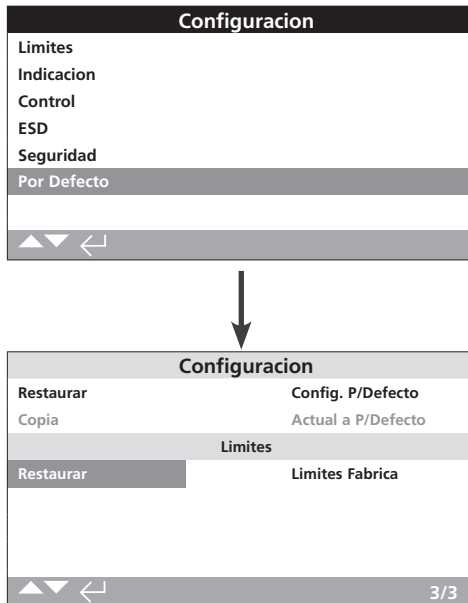 Configuracion
Limites
Indicacion
Control
ESD
Seguridad
Por Defecto
Configuracion
Restaurar Config. P/Defecto
Copia Actual a P/Defecto
Limites
Restaurar Limites Fabrica
3/3